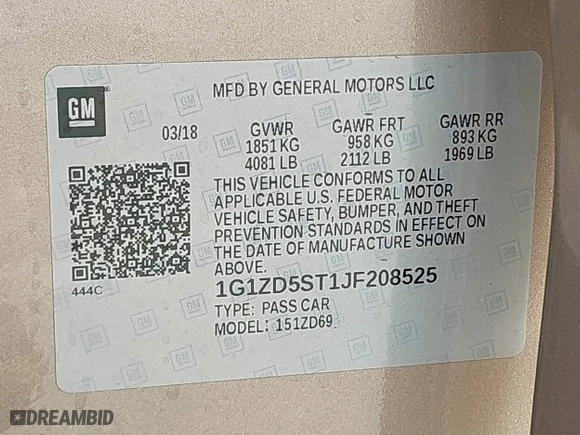 MFD BY GENERAL MOTORS LLC
GM
03/18 GVWR GAWR FRT GAWR RR
1851 KG 958 KG 893 KG
4081 LB 2112 LB 1969 LB
THIS VEHICLE CONFORMS TO ALL
APPLICABLE U.S. FEDERAL MOTOR
VEHICLE SAFETY, BUMPER, AND THEFT
PREVENTION STANDARDS IN EFFECT ON
THE DATE OF MANUFACTURE SHOWN
ABOVE.
444C
1G1ZD5ST1JF208525
TYPE: PASS CAR
MODEL: 151ZD69
DREAMBID